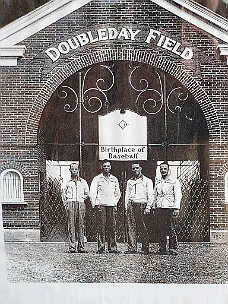 DOUBLEDAY FIELD
Birthplace of
Baseball